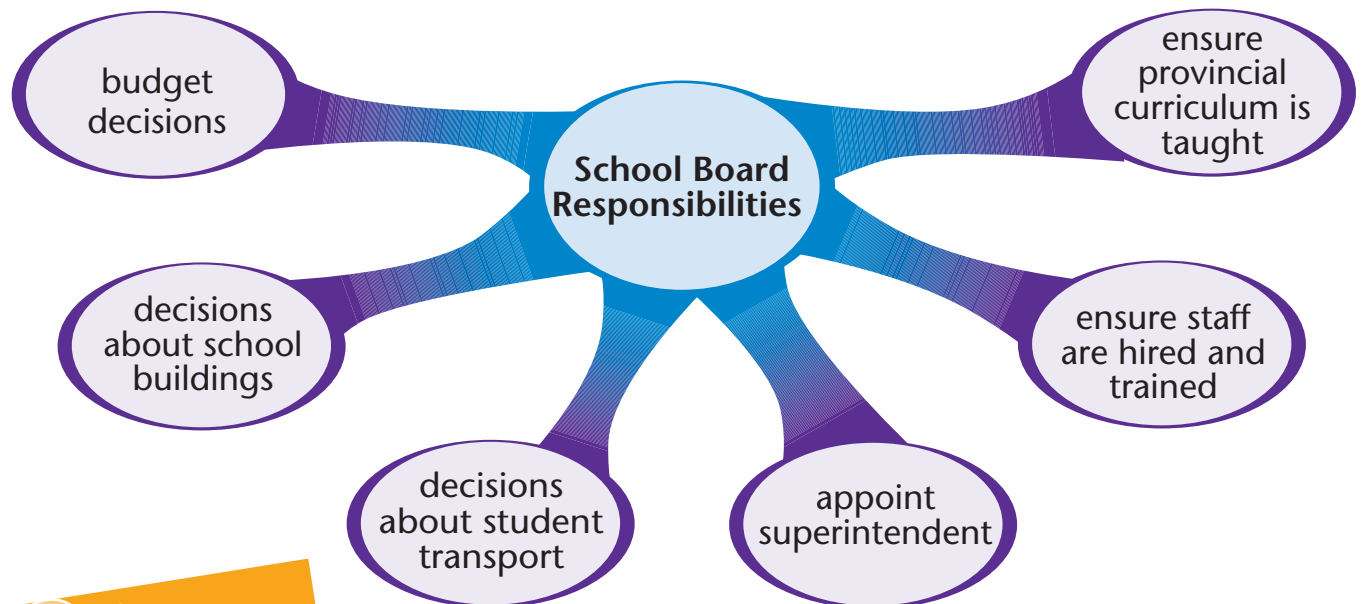 School Board
Responsibilities
budget
decisions
decisions
about school
buildings
decisions
about student
transport
appoint
superintendent
ensure staff
are hired and
trained
ensure
provincial
curriculum is
taught